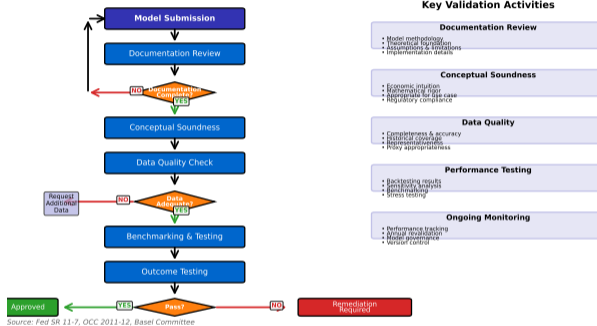 Key Validation Activities
Model Submission
Documentation Review
Documentation
Complete?
NO
YES
Conceptual Soundness
Data Quality Check
Request
Additional
Data
NO
Data
Adequate?
YES
Benchmarking & Testing
Outcome Testing
Approved
YES
Pass?
NO
Remediation
Required
Documentation Review
• Model methodology
• Theoretical foundation
• Assumptions & limitations
• Implementation details
Conceptual Soundness
• Economic intuition
• Mathematical rigor
• Appropriate for use case
• Regulatory compliance
Data Quality
• Completeness & accuracy
• Historical coverage
• Representativeness
• Proxy appropriateness
Performance Testing
• Backtesting results
• Sensitivity analysis
• Benchmarking
• Stress testing
Ongoing Monitoring
• Performance tracking
• Annual revalidation
• Model governance
• Version control
Source: Fed SR 11-7, OCC 2011-12, Basel Committee